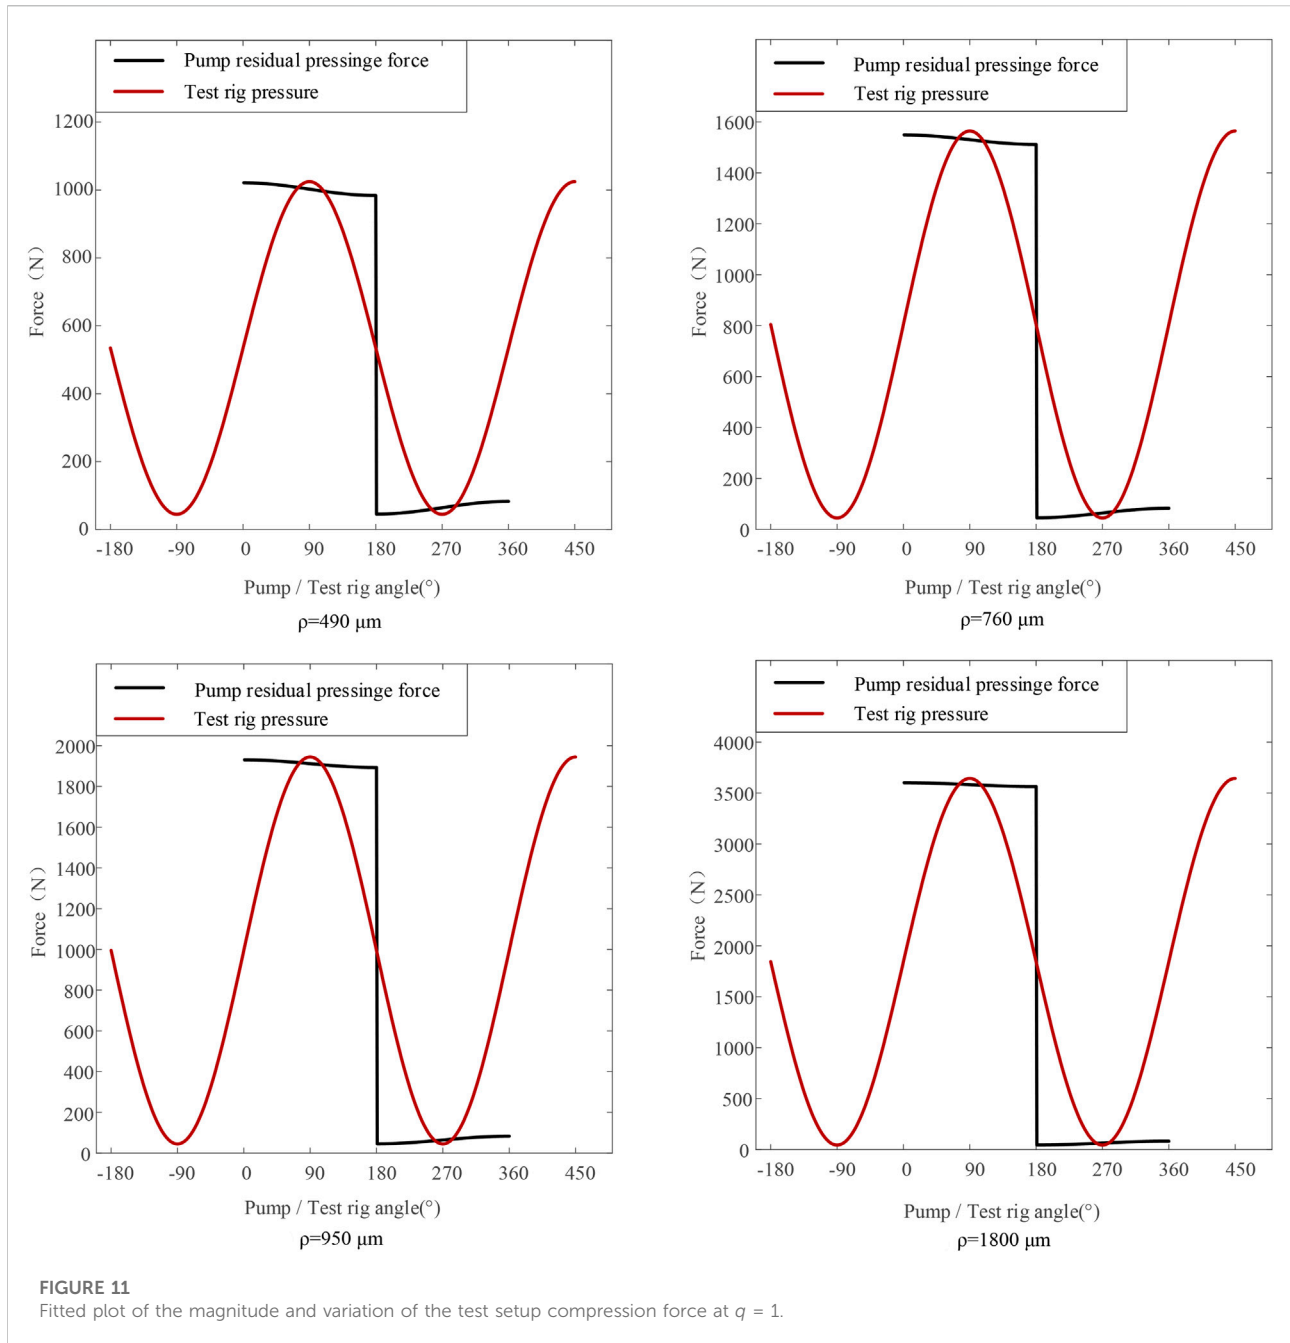 Pump residual pressinge force
Test rig pressure
1200
1000
800
600
400
200
0
Force（N）
-180 -90 0 90 180 270 360 450
Pump / Test rig angle(°)
ρ=490 μm
Pump residual pressinge force
Test rig pressure
1600
1400
1200
1000
800
600
400
200
0
Force（N）
-180 -90 0 90 180 270 360 450
Pump / Test rig angle(°)
ρ=760 μm
Pump residual pressinge force
Test rig pressure
2000
1800
1600
1400
1200
1000
800
600
400
200
0
Force（N）
-180 -90 0 90 180 270 360 450
Pump / Test rig angle(°)
ρ=950 μm
Pump residual pressinge force
Test rig pressure
4000
3500
3000
2500
2000
1500
1000
500
0
Force（N）
-180 -90 0 90 180 270 360 450
Pump / Test rig angle(°)
ρ=1800 μm
FIGURE 11
Fitted plot of the magnitude and variation of the test setup compression force at q = 1.